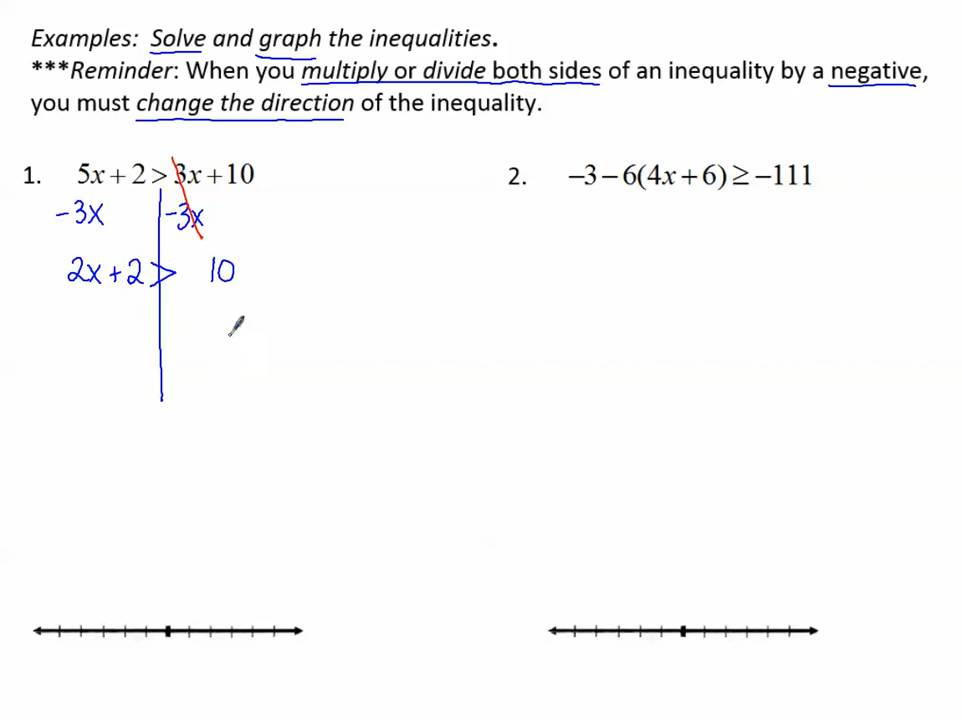 Examples: Solve and graph the inequalities.
***Reminder: When you multiply or divide both sides of an inequality by a negative,
you must change the direction of the inequality.
1. 5x + 2 > 3x + 10
2. −3 − 6(4x + 6) ≥ −111
-3x -3x
2x + 2 > 10